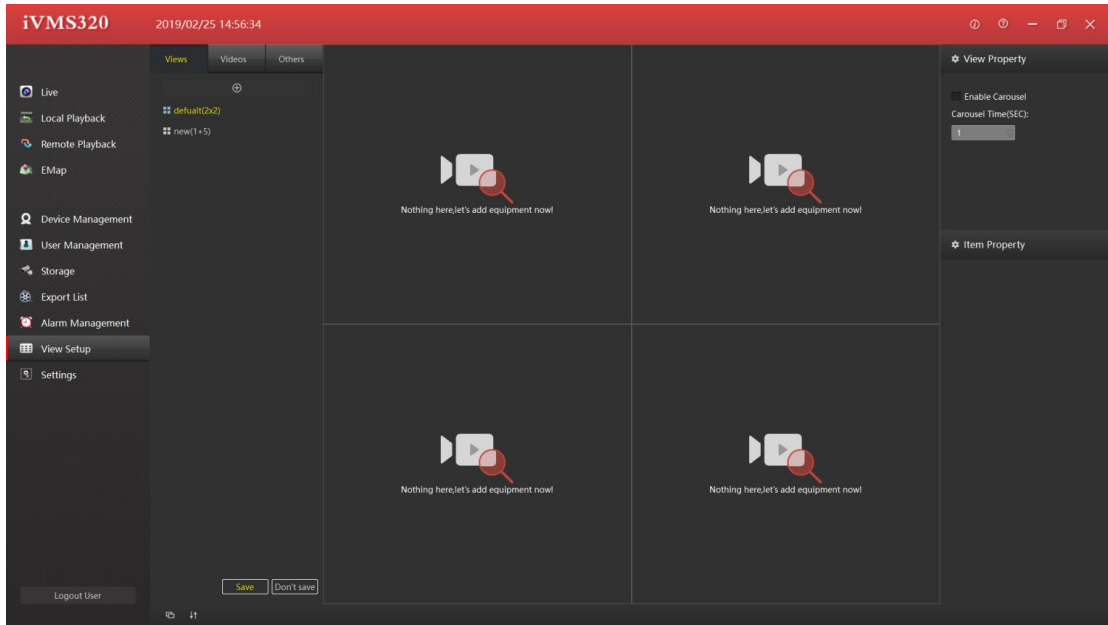 iVMS320
2019/02/25 14:56:34
Live
Local Playback
Remote Playback
EMap
Device Management
User Management
Storage
Export List
Alarm Management
View Setup
Settings
Logout User
Views Videos Others
defualt(2x2)
new(1+5)
Save Don't save
Nothing here,let's add equipment now!
Nothing here,let's add equipment now!
Nothing here,let's add equipment now!
Nothing here,let's add equipment now!
View Property
Enable Carousel
Carousel Time(SEC):
1
Item Property